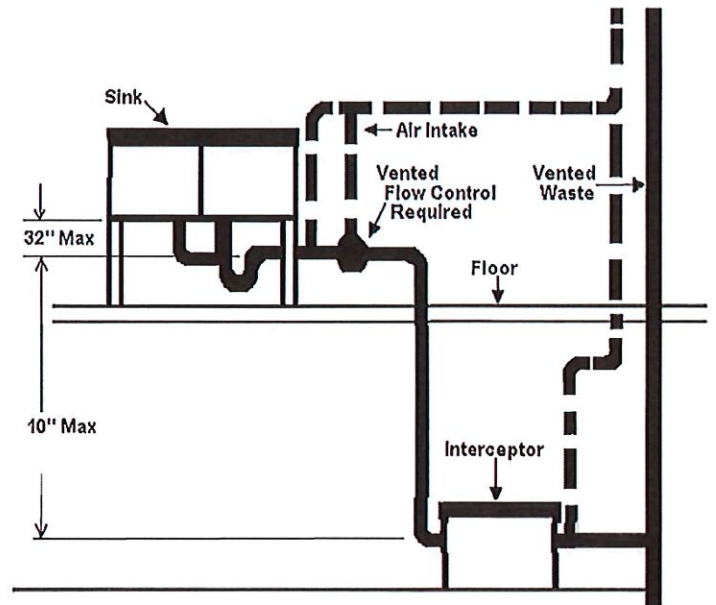 Sink
Air Intake
Vented
Flow Control
Required
Vented
Waste
32" Max
Floor
10" Max
Interceptor